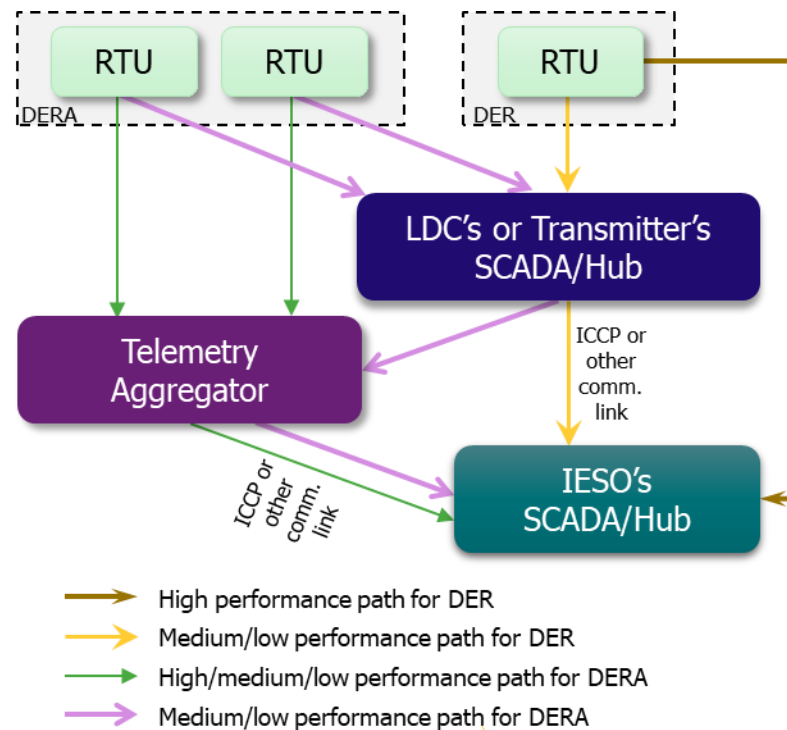 RTU
RTU
RTU
DERA
DER
LDC's or Transmitter's
SCADA/Hub
ICCP or
other
comm.
link
Telemetry
Aggregator
ICCP or
other
comm.
link
IESO's
SCADA/Hub
High performance path for DER
Medium/low performance path for DER
High/medium/low performance path for DERA
Medium/low performance path for DERA